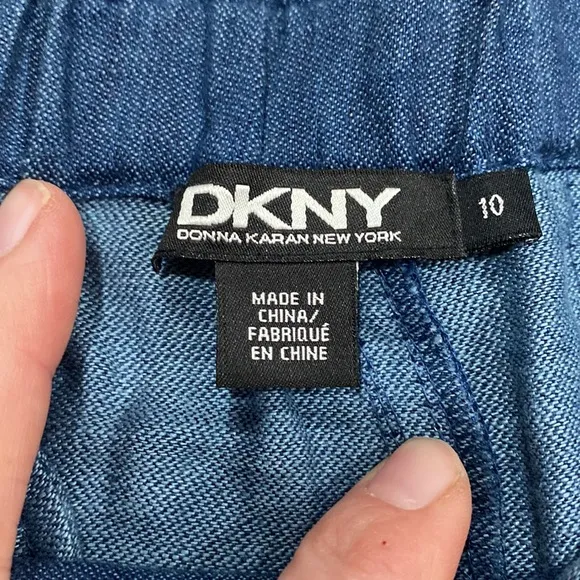 DKNY
DONNA KARAN NEW YORK
10
MADE IN
CHINA/
FABRIQUÉ
EN CHINE